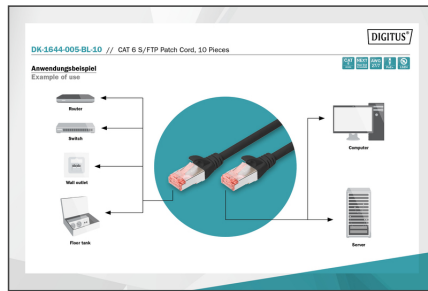 DIGITUS®
DK-1644-005-BL-10 // CAT 6 S/FTP Patch Cord, 10 Pieces
Anwendungsbeispiel
Example of use
Router
Switch
Wall outlet
Floor tank
Computer
Server